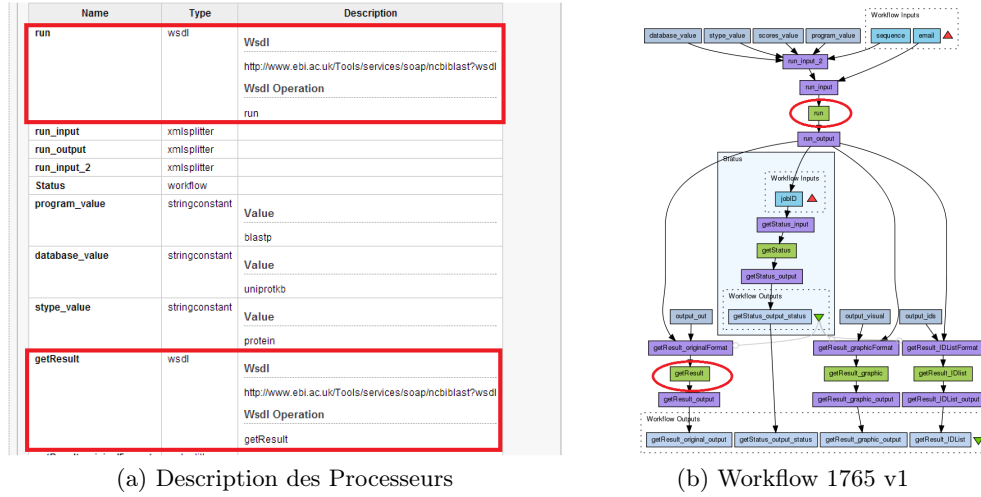 Name Type Description
run wsdl
Wsdl
http://www.ebi.ac.uk/Tools/services/soap/ncbiblast?wsdl
Wsdl Operation
run
run_input xmlsplitter
run_output xmlsplitter
run_input_2 xmlsplitter
Status workflow
program_value stringconstant
Value
blastp
database_value stringconstant
Value
uniprotkb
stype_value stringconstant
Value
protein
getResult wsdl
Wsdl
http://www.ebi.ac.uk/Tools/services/soap/ncbiblast?wsdl
Wsdl Operation
getResult
(a) Description des Processeurs
Workflow Inputs
database_value stype_value scores_value program_value sequence email
run_input_2
run_input
run
run_output
Status
Workflow Inputs
jobID
getStatus_input
getStatus
getStatus_output
Workflow Outputs
output_out getStatus_output_status output_visual output_ids
getResult_originalFormat getResult_graphicFormat getResult_IDListFormat
getResult getResult_graphic getResult_IDlist
getResult_output getResult_graphic_output getResult_IDList_output
Workflow Outputs
getResult_original_output getStatus_output_status getResult_graphic_output getResult_IDList
(b) Workflow 1765 v1